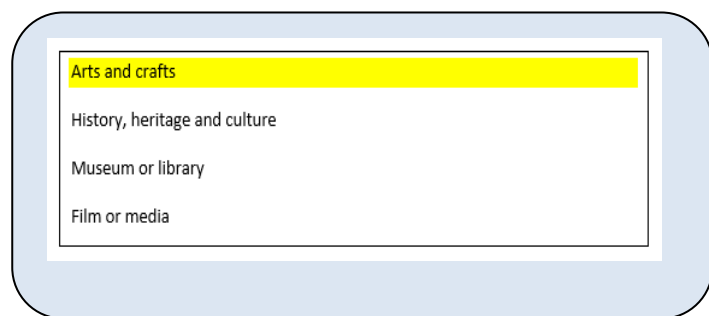 Arts and crafts
History, heritage and culture
Museum or library
Film or media